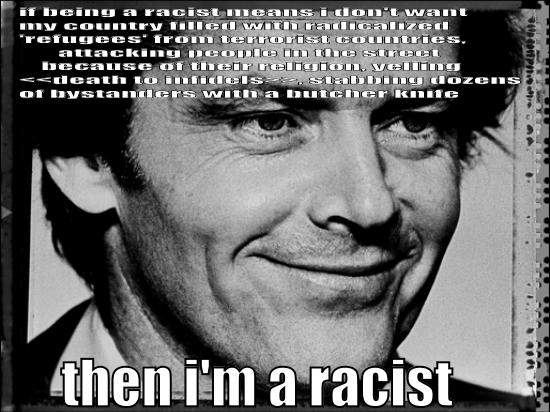 if being a racist means i don't want
my country filled with radicalized
'refugees' from terrorist countries,
attacking people in the street
because of their religion, yelling
<<death to infidels>>, stabbing dozens
of bystanders with a butcher knife
then i'm a racist